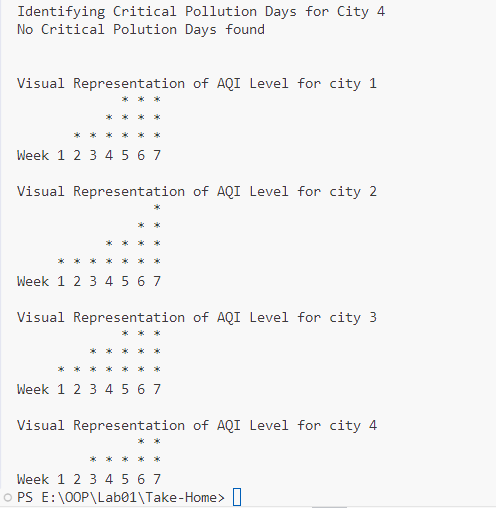 Identifying Critical Pollution Days for City 4
No Critical Polution Days found
Visual Representation of AQI Level for city 1
* * *
* * * *
* * * * * *
Week 1 2 3 4 5 6 7
Visual Representation of AQI Level for city 2
*
* *
* * * *
* * * * * * *
Week 1 2 3 4 5 6 7
Visual Representation of AQI Level for city 3
* * *
* * * * *
* * * * * * *
Week 1 2 3 4 5 6 7
Visual Representation of AQI Level for city 4
* *
* * * * *
Week 1 2 3 4 5 6 7
PS E:\OOP\Lab01\Take-Home>